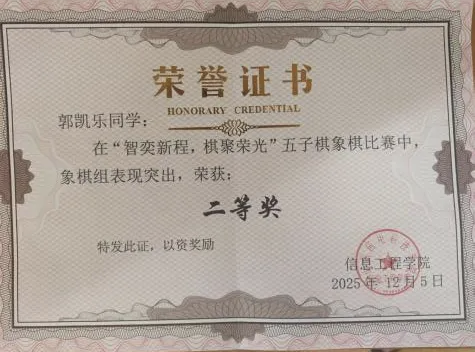 荣誉证书
HONORARY CREDENTIAL
郭凯乐同学：
在“智奕新程，棋聚荣光”五子棋象棋比赛中，
象棋组表现突出，荣获：
二等奖
特发此证，以资奖励
信息工程学院
2025年 12月5日